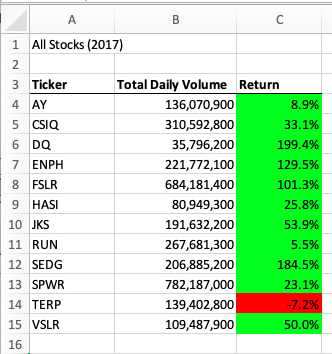 A B C
1 All Stocks (2017)
2
3 Ticker Total Daily Volume Return
4 AY 136,070,900 8.9%
5 CSIQ 310,592,800 33.1%
6 DQ 35,796,200 199.4%
7 ENPH 221,772,100 129.5%
8 FSLR 684,181,400 101.3%
9 HASI 80,949,300 25.8%
10 JKS 191,632,200 53.9%
11 RUN 267,681,300 5.5%
12 SEDG 206,885,200 184.5%
13 SPWR 782,187,000 23.1%
14 TERP 139,402,800 -7.2%
15 VSLR 109,487,900 50.0%
16